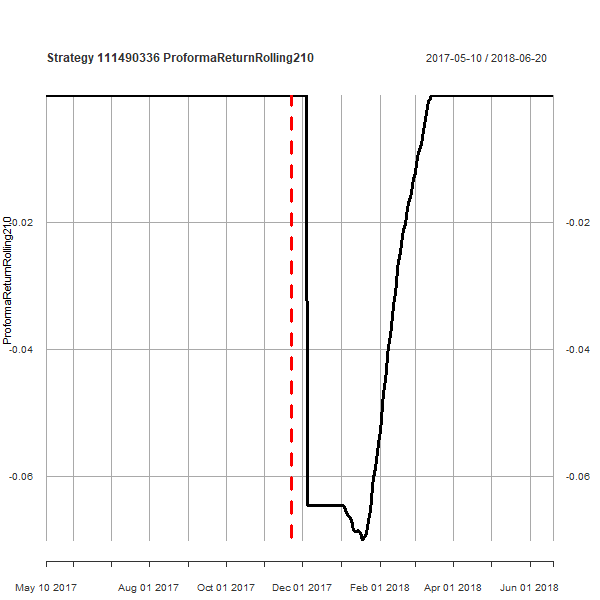 Strategy 111490336 ProformaReturnRolling210
2017-05-10 / 2018-06-20
ProformaReturnRolling210
-0.02
-0.02
-0.04
-0.04
-0.06
-0.06
May 10 2017
Aug 01 2017
Oct 01 2017
Dec 01 2017
Feb 01 2018
Apr 01 2018
Jun 01 2018